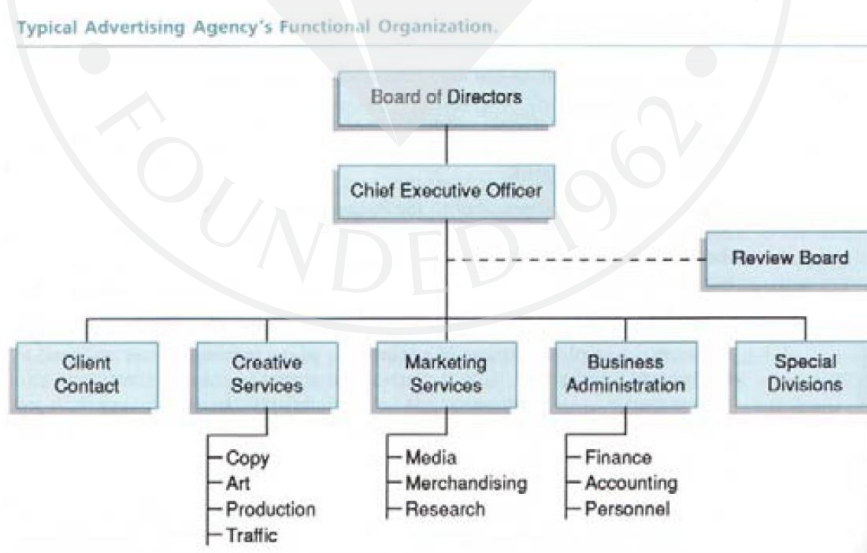 Typical Advertising Agency's Functional Organization.
FOUNDED 1962
Board of Directors
Chief Executive Officer
Review Board
Client
Contact
Creative
Services
Marketing
Services
Business
Administration
Special
Divisions
Copy
Art
Production
Traffic
Media
Merchandising
Research
Finance
Accounting
Personnel